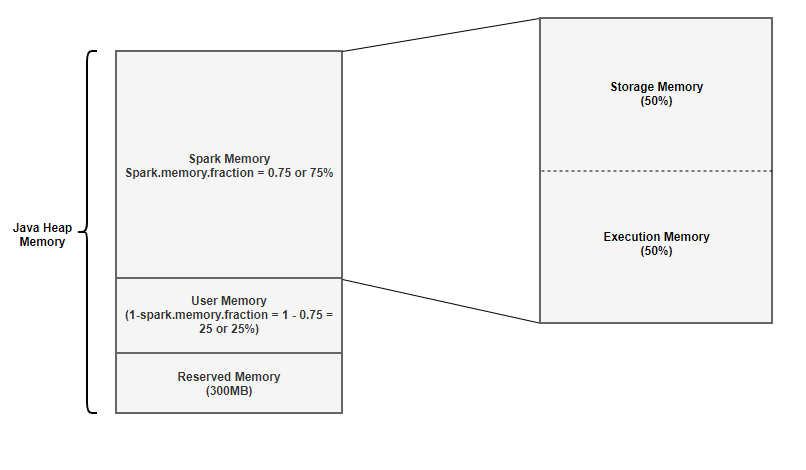 Storage Memory
(50%)
Spark Memory
Spark.memory.fraction = 0.75 or 75%
Java Heap
Memory
Execution Memory
(50%)
User Memory
(1-spark.memory.fraction = 1 - 0.75 =
25 or 25%)
Reserved Memory
(300MB)